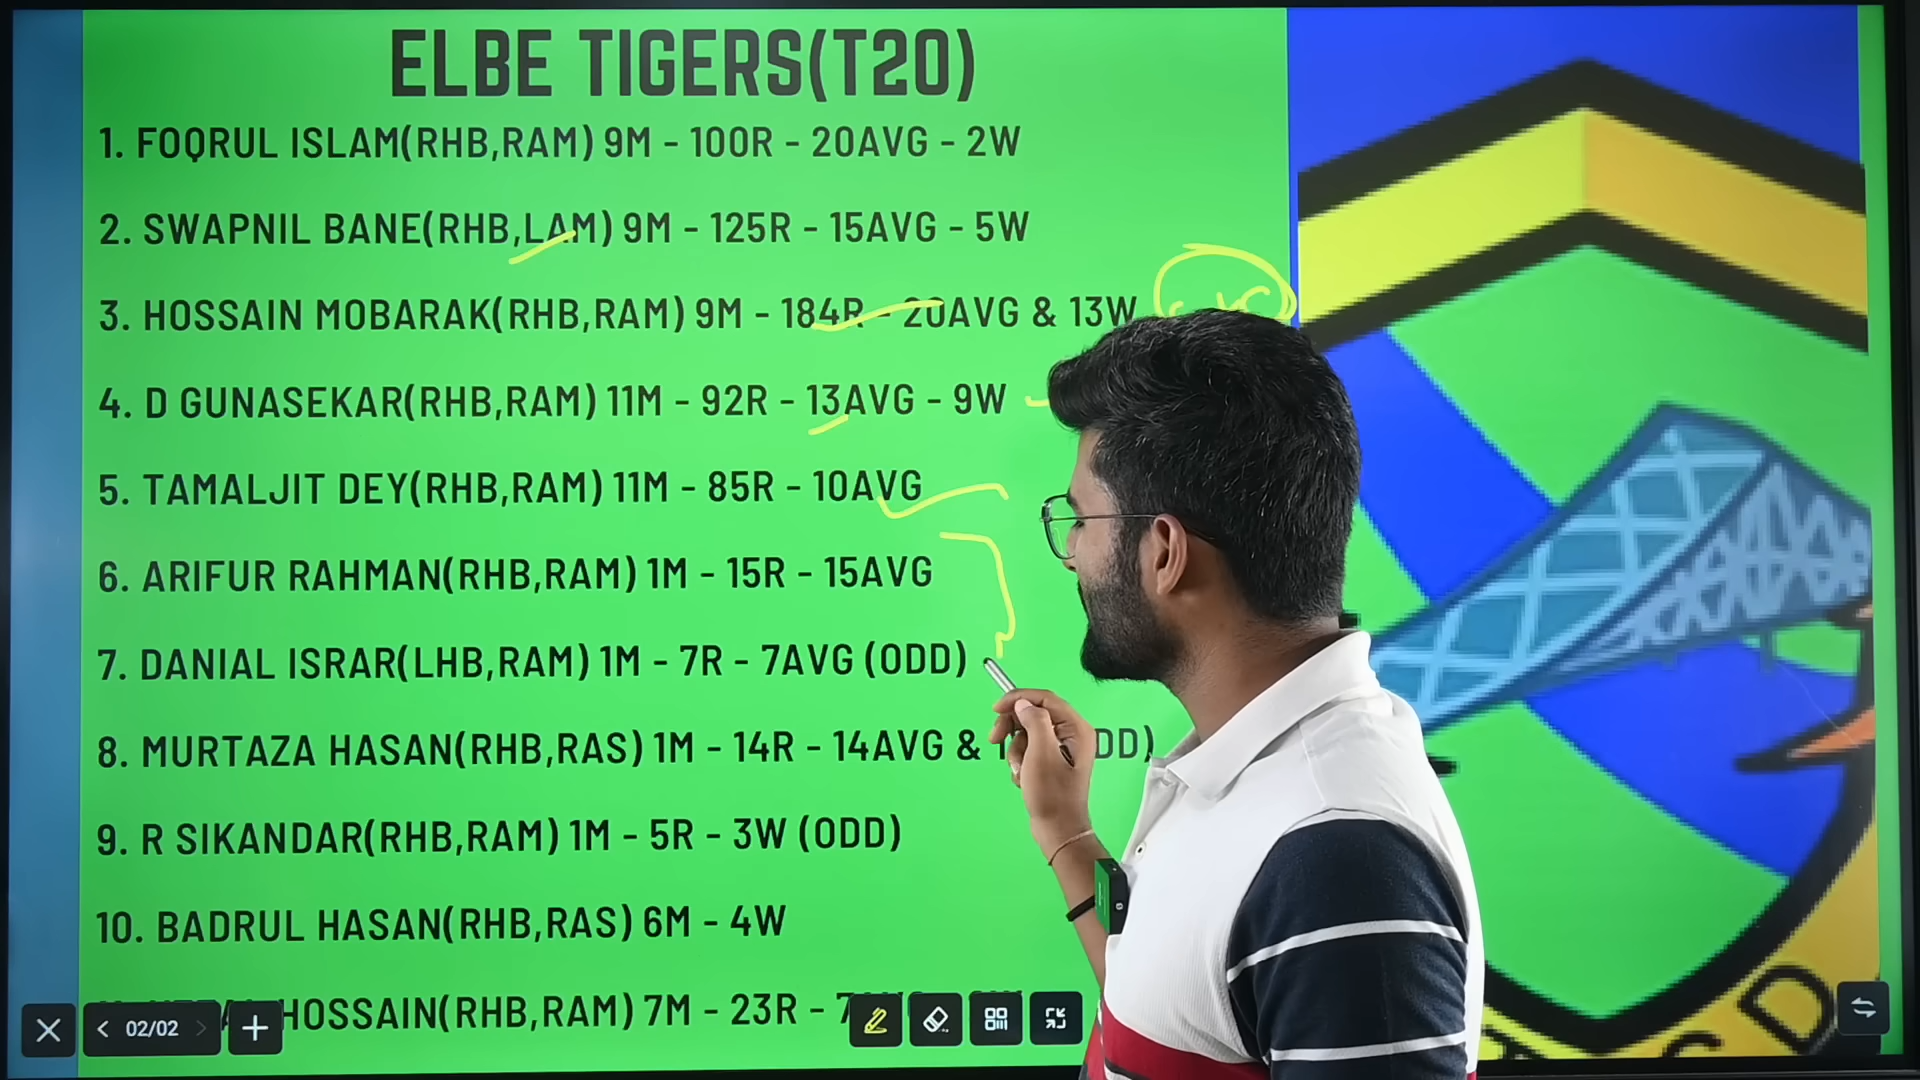 ELBE TIGERS(T20)
1. FOQRUL ISLAM(RHB,RAM) 9M - 100R - 20AVG - 2W
2. SWAPNIL BANE(RHB,LAM) 9M - 125R - 15AVG - 5W
3. HOSSAIN MOBARAK(RHB,RAM) 9M - 184R - 20AVG & 13W
4. D GUNASEKAR(RHB,RAM) 11M - 92R - 13AVG - 9W
5. TAMALJIT DEY(RHB,RAM) 11M - 85R - 10AVG
6. ARIFUR RAHMAN(RHB,RAM) 1M - 15R - 15AVG
7. DANIAL ISRAR(LHB,RAM) 1M - 7R - 7AVG (ODD)
8. MURTAZA HASAN(RHB,RAS) 1M - 14R - 14AVG &
9. R SIKANDAR(RHB,RAM) 1M - 5R - 3W (ODD)
10. BADRUL HASAN(RHB,RAS) 6M - 4W
HOSSAIN(RHB,RAM) 7M - 23R -
02/02